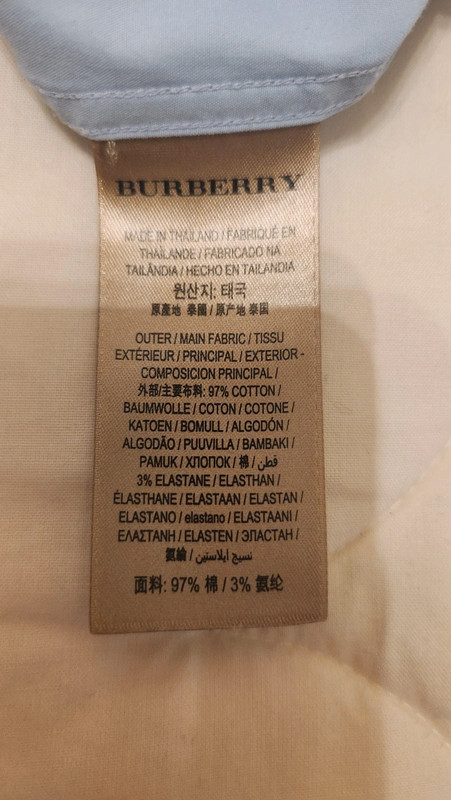 BURBERRY
MADE IN THAILAND / FABRIQUÉ EN
THAÏLANDE / FABRICADO NA
TAILÂNDIA / HECHO EN TAILANDIA
원산지: 태국
原產地 泰國 / 原产地 泰国
OUTER / MAIN FABRIC / TISSU
EXTÉRIEUR / PRINCIPAL / EXTERIOR -
COMPOSICION PRINCIPAL /
外部/主要布料: 97% COTTON /
BAUMWOLLE / COTON / COTONE /
KATOEN / BOMULL / ALGODÓN /
ALGODÃO / PUUVILLA / BAMBAKI /
PAMUK / ХЛОПОК / 棉 / قطن /
3% ELASTANE / ELASTHAN /
ÉLASTHANE / ELASTAAN / ELASTAN /
ELASTANO / elastano / ELASTAANI /
ΕΛΑΣΤΑΝΗ / ELASTEN / ЭПАСТАН /
氨綸 / نسيج ايلاستين /
面料: 97% 棉 / 3% 氨纶